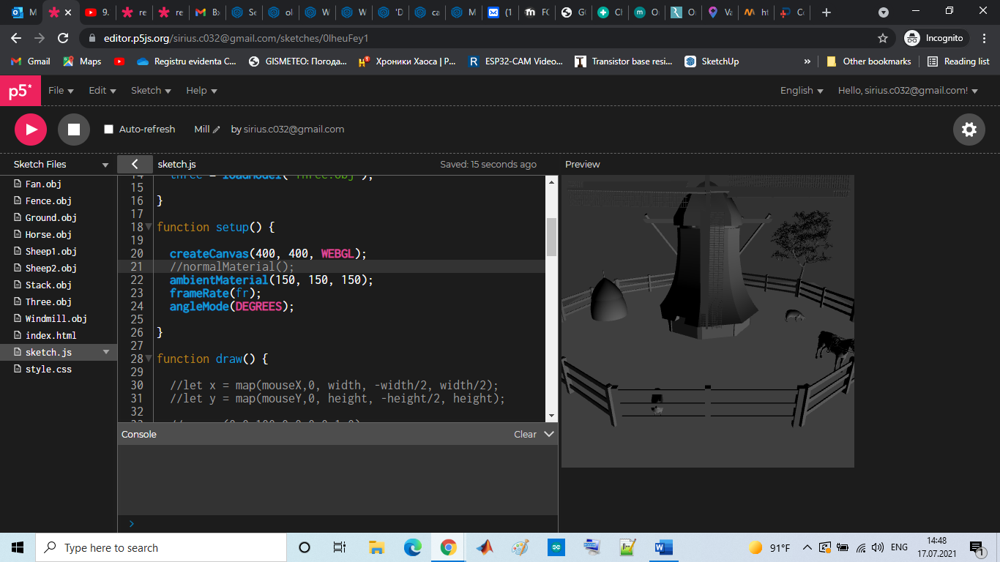 M
9.
re
re
Bx
Se
ol
W
W
'D
ca
M
(1
FC
G(
Cl
O
O
Va
ht
Co
editor.p5js.org/sirius.c032@gmail.com/sketches/0lheuFey1
Incognito
Gmail
Maps
Registru evidenta C...
GISMETEO: Погода...
Хроники Хаоса | Р...
ESP32-CAM Video...
Transistor base resi...
SketchUp
»
Other bookmarks
Reading list
p5*
File
Edit
Sketch
Help
English
Hello, sirius.c032@gmail.com!
Auto-refresh
Mill
by sirius.c032@gmail.com
Sketch Files
sketch.js
Saved: 15 seconds ago
Preview
Fan.obj
Fence.obj
Ground.obj
Horse.obj
Sheep1.obj
Sheep2.obj
Stack.obj
Three.obj
Windmill.obj
index.html
sketch.js
style.css
14 three = loadModel('Three.obj');
15
16 }
17
18 function setup() {
19
20 createCanvas(400, 400, WEBGL);
21 //normalMaterial();
22 ambientMaterial(150, 150, 150);
23 frameRate(fr);
24 angleMode(DEGREES);
25
26 }
27
28 function draw() {
29
30 //let x = map(mouseX,0, width, -width/2, width/2);
31 //let y = map(mouseY,0, height, -height/2, height);
32
Console
Clear
>
Type here to search
91°F
ENG
14:48
17.07.2021
1